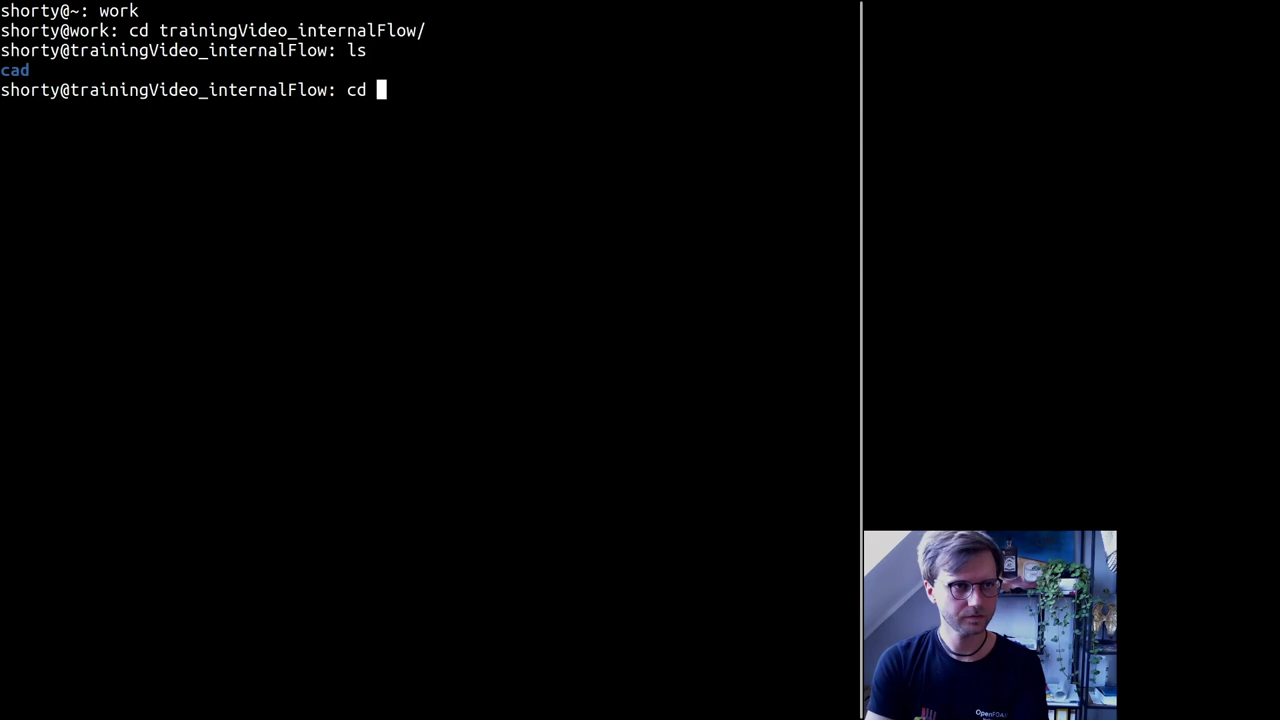 shorty@~: work
shorty@work: cd trainingVideo_internalFlow/
shorty@trainingVideo_internalFlow: ls
cad
shorty@trainingVideo_internalFlow: cd